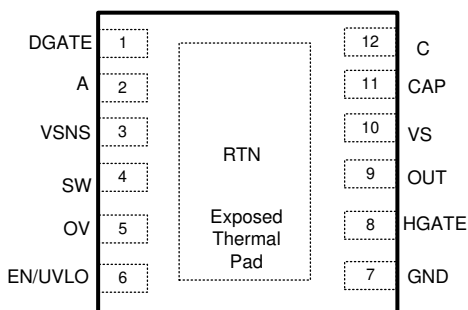 DGATE 1
A 2
VSNS 3
SW 4
OV 5
EN/UVLO 6
RTN
Exposed
Thermal
Pad
12 C
11 CAP
10 VS
9 OUT
8 HGATE
7 GND